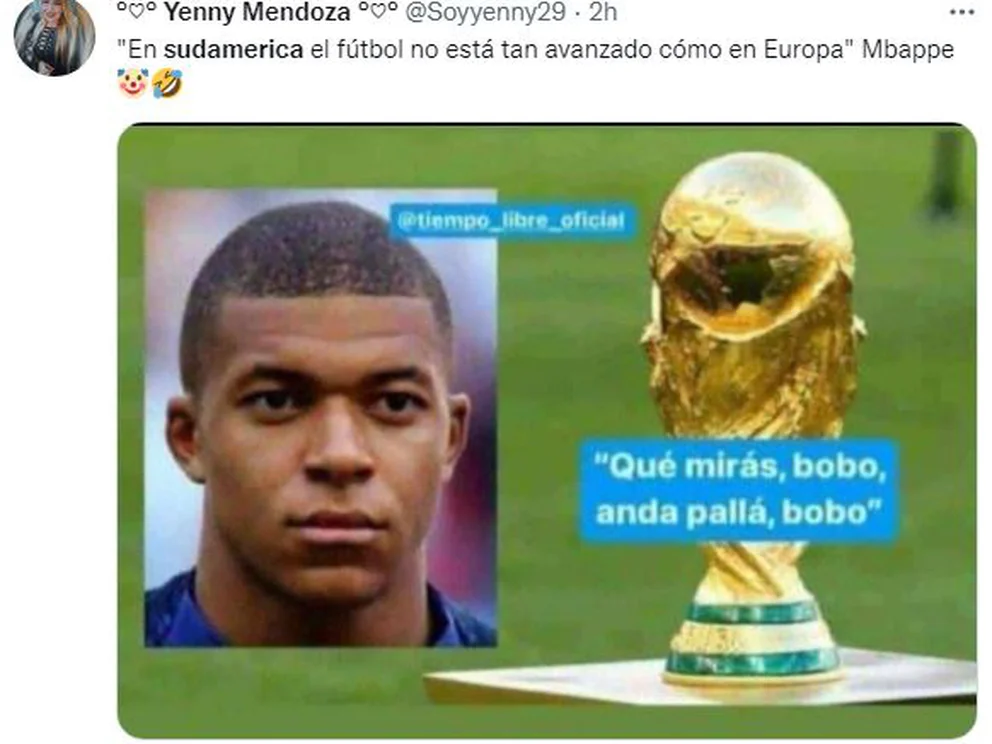 °♡° Yenny Mendoza °♡° @Soyyenny29 · 2h
"En sudamerica el fútbol no está tan avanzado cómo en Europa" Mbappe
🤡🤣
@tiempo_libre_oficial
"Qué mirás, bobo,
anda pallá, bobo"